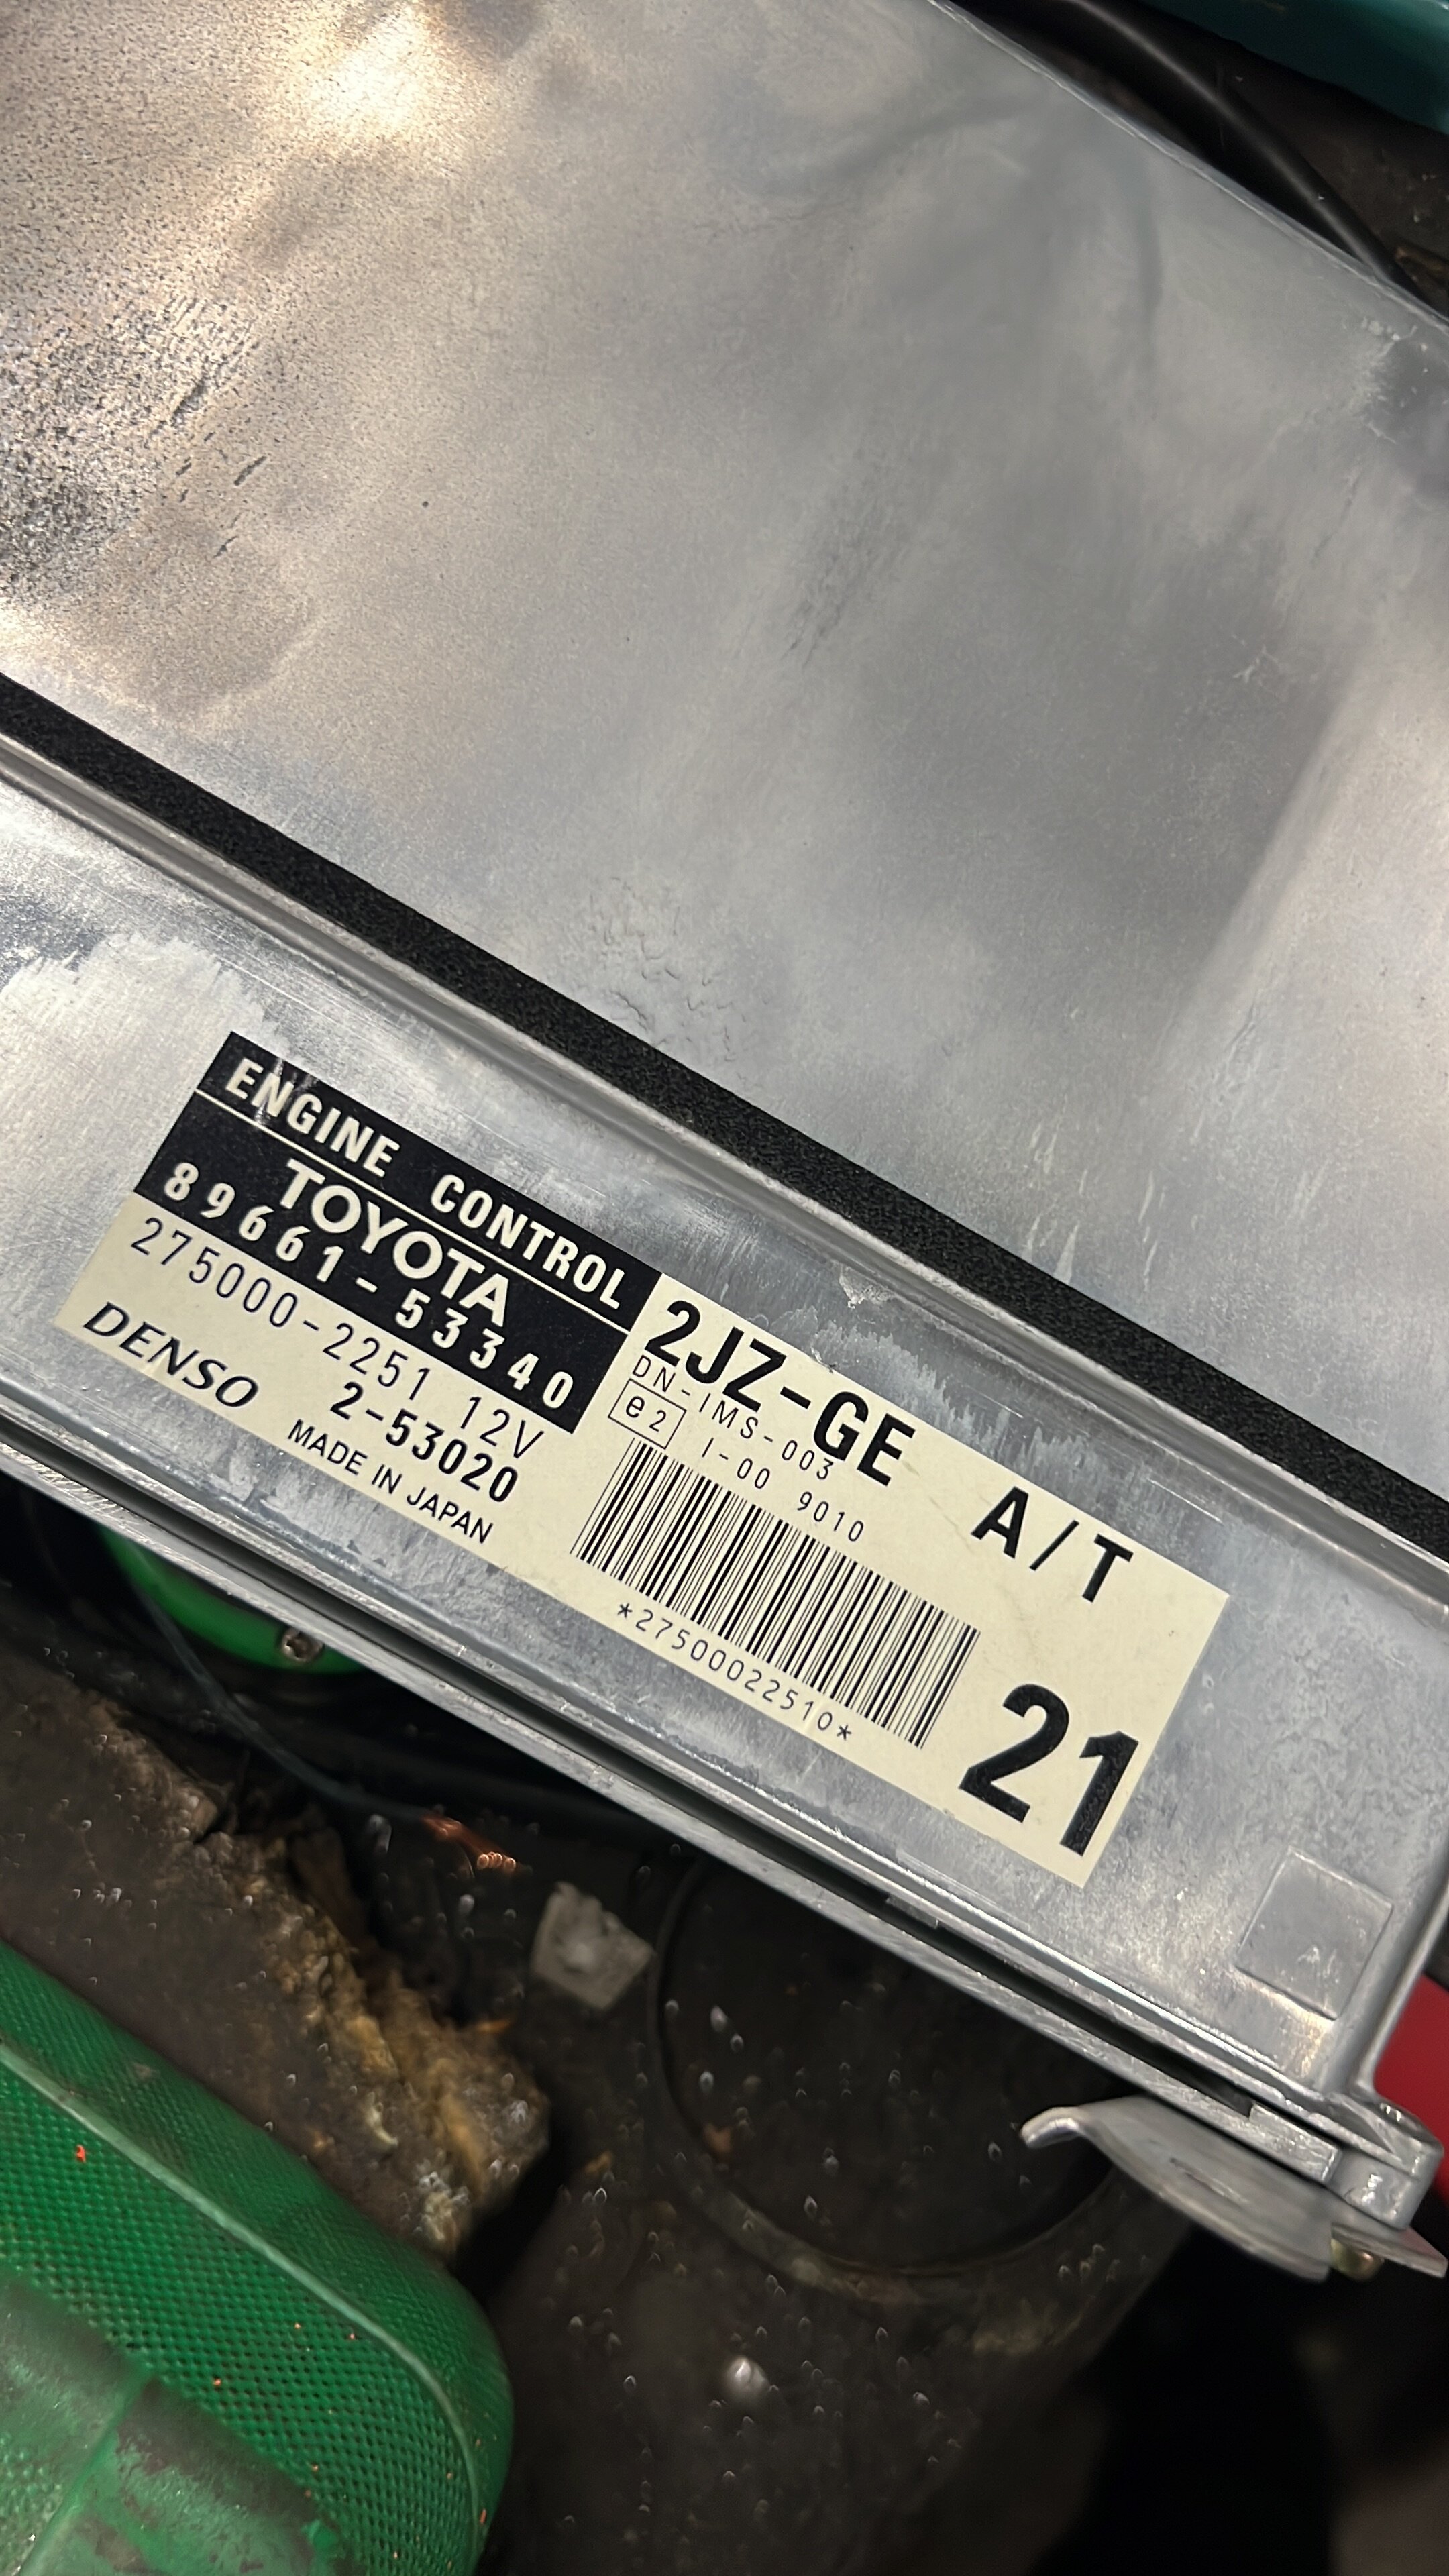 ENGINE CONTROL
TOYOTA
89661-53340
275000-2251 12V
2-53020
DENSO
MADE IN JAPAN
2JZ-GE A/T
DN-IMS-003
e2 I-00 9010
*27500022510*
21